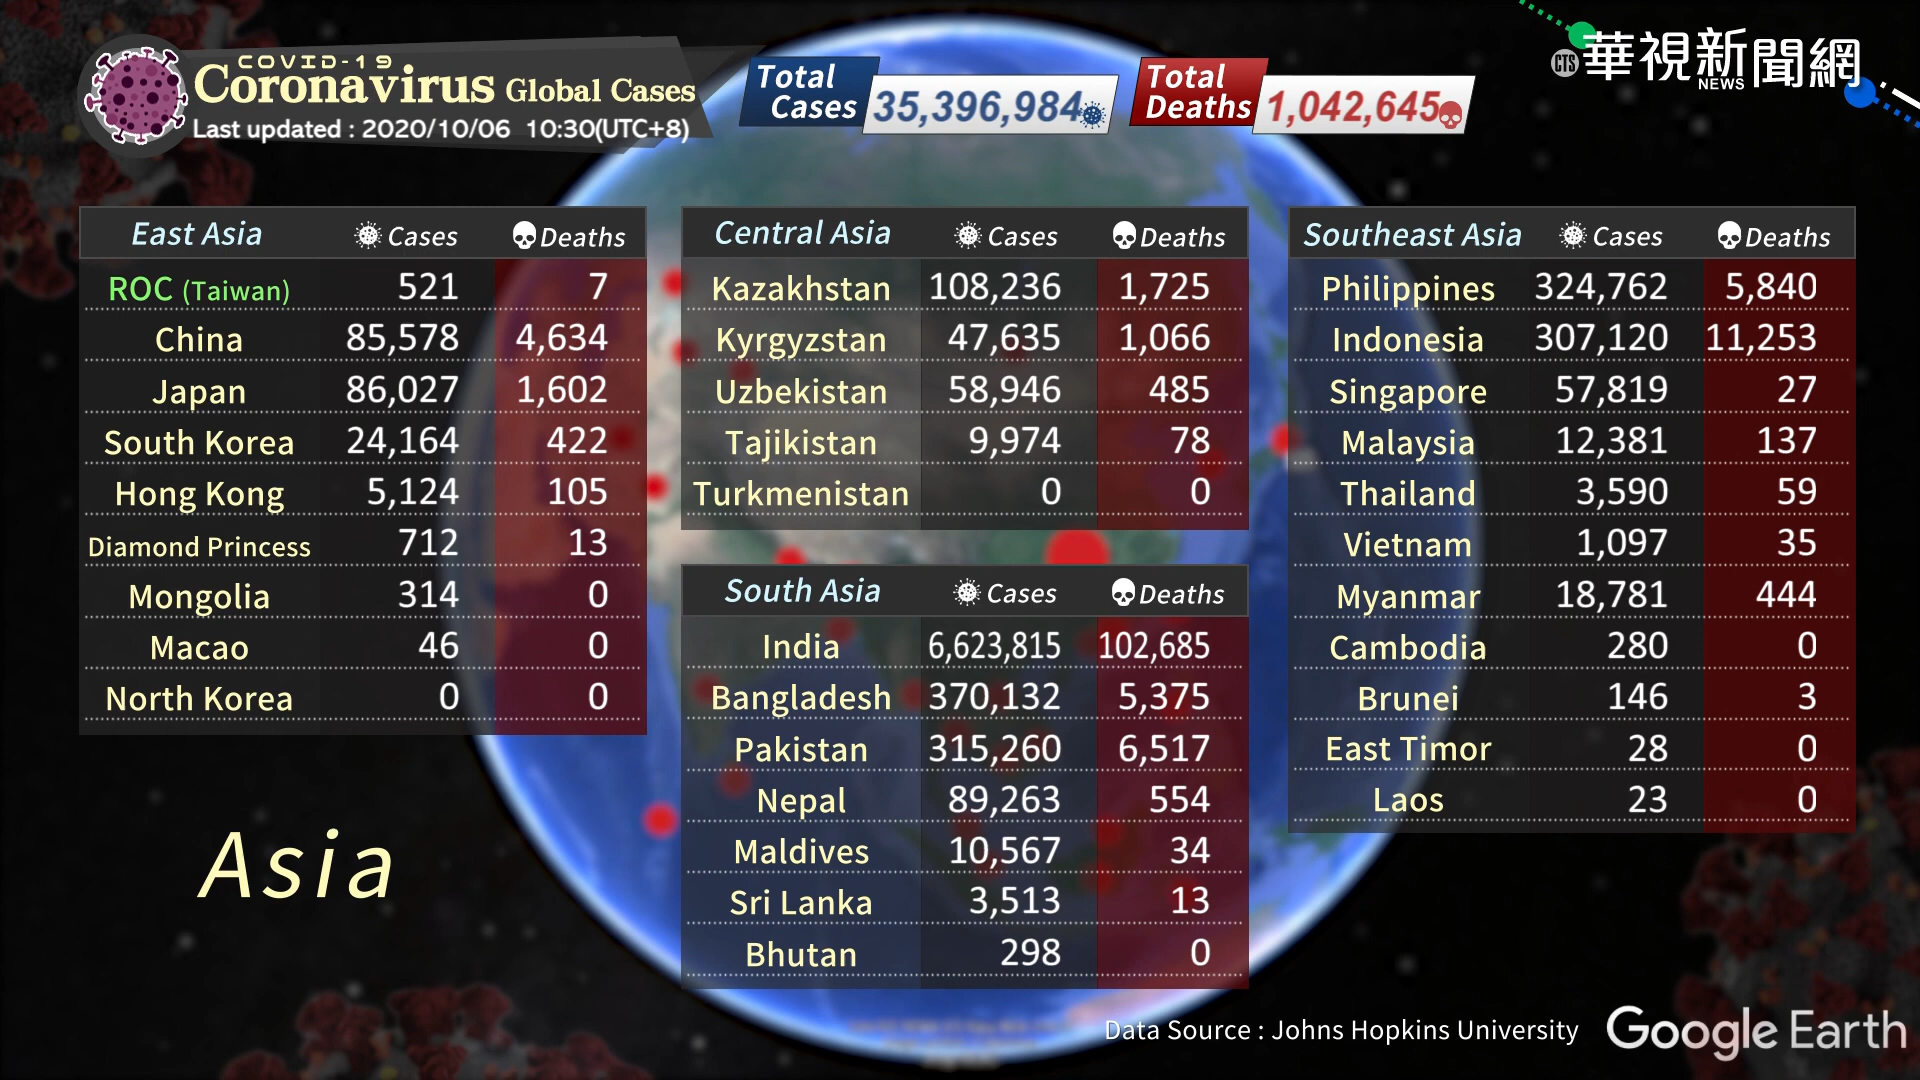 COVID-19
Coronavirus Global Cases
Last updated : 2020/10/06 10:30(UTC+8)
Total Cases 35,396,984
Total Deaths 1,042,645
CTS 華視新聞網
NEWS
East Asia Cases Deaths
ROC (Taiwan) 521 7
China 85,578 4,634
Japan 86,027 1,602
South Korea 24,164 422
Hong Kong 5,124 105
Diamond Princess 712 13
Mongolia 314 0
Macao 46 0
North Korea 0 0
Central Asia Cases Deaths
Kazakhstan 108,236 1,725
Kyrgyzstan 47,635 1,066
Uzbekistan 58,946 485
Tajikistan 9,974 78
Turkmenistan 0 0
South Asia Cases Deaths
India 6,623,815 102,685
Bangladesh 370,132 5,375
Pakistan 315,260 6,517
Nepal 89,263 554
Maldives 10,567 34
Sri Lanka 3,513 13
Bhutan 298 0
Southeast Asia Cases Deaths
Philippines 324,762 5,840
Indonesia 307,120 11,253
Singapore 57,819 27
Malaysia 12,381 137
Thailand 3,590 59
Vietnam 1,097 35
Myanmar 18,781 444
Cambodia 280 0
Brunei 146 3
East Timor 28 0
Laos 23 0
Asia
Data Source : Johns Hopkins University
Google Earth